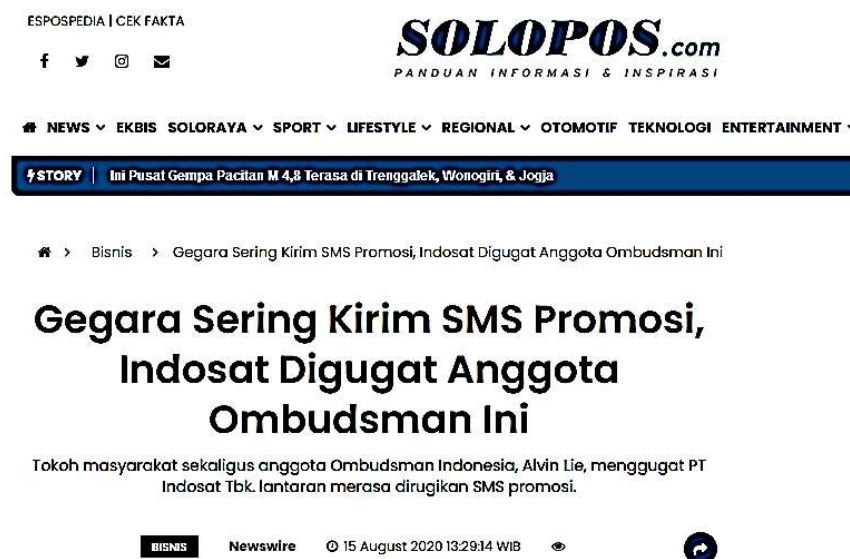 ESPOSPEDIA | CEK FAKTA
SOLOPOS.com
PANDUAN INFORMASI & INSPIRASI
NEWS EKBIS SOLORAYA SPORT LIFESTYLE REGIONAL OTOMOTIF TEKNOLOGI ENTERTAINMENT
STORY | Ini Pusat Gempa Pacitan M 4,8 Terasa di Trenggalek, Wonogiri, & Jogja
> Bisnis > Gegara Sering Kirim SMS Promosi, Indosat Digugat Anggota Ombudsman Ini
Gegara Sering Kirim SMS Promosi,
Indosat Digugat Anggota
Ombudsman Ini
Tokoh masyarakat sekaligus anggota Ombudsman Indonesia, Alvin Lie, menggugat PT
Indosat Tbk. lantaran merasa dirugikan SMS promosi.
BISNIS Newswire 15 August 2020 13:29:14 WIB